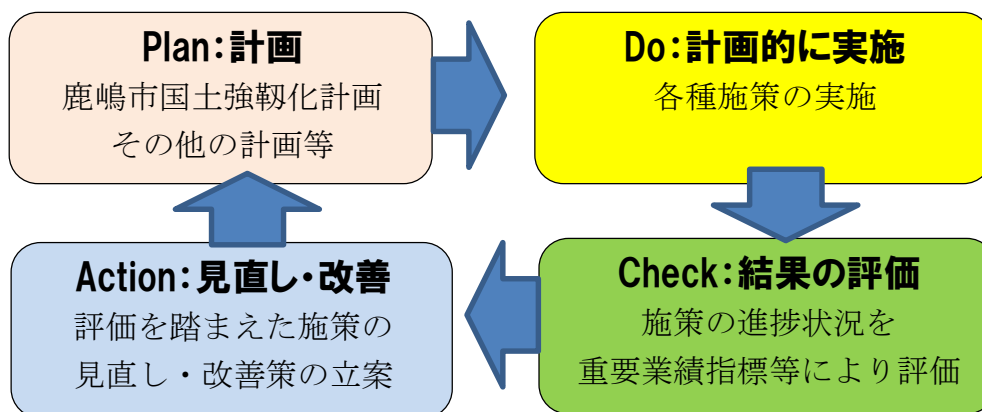 Plan:計画
鹿嶋市国土強靱化計画
その他の計画等
Do:計画的に実施
各種施策の実施
Check:結果の評価
施策の進捗状況を
重要業績指標等により評価
Action:見直し・改善
評価を踏まえた施策の
見直し・改善策の立案